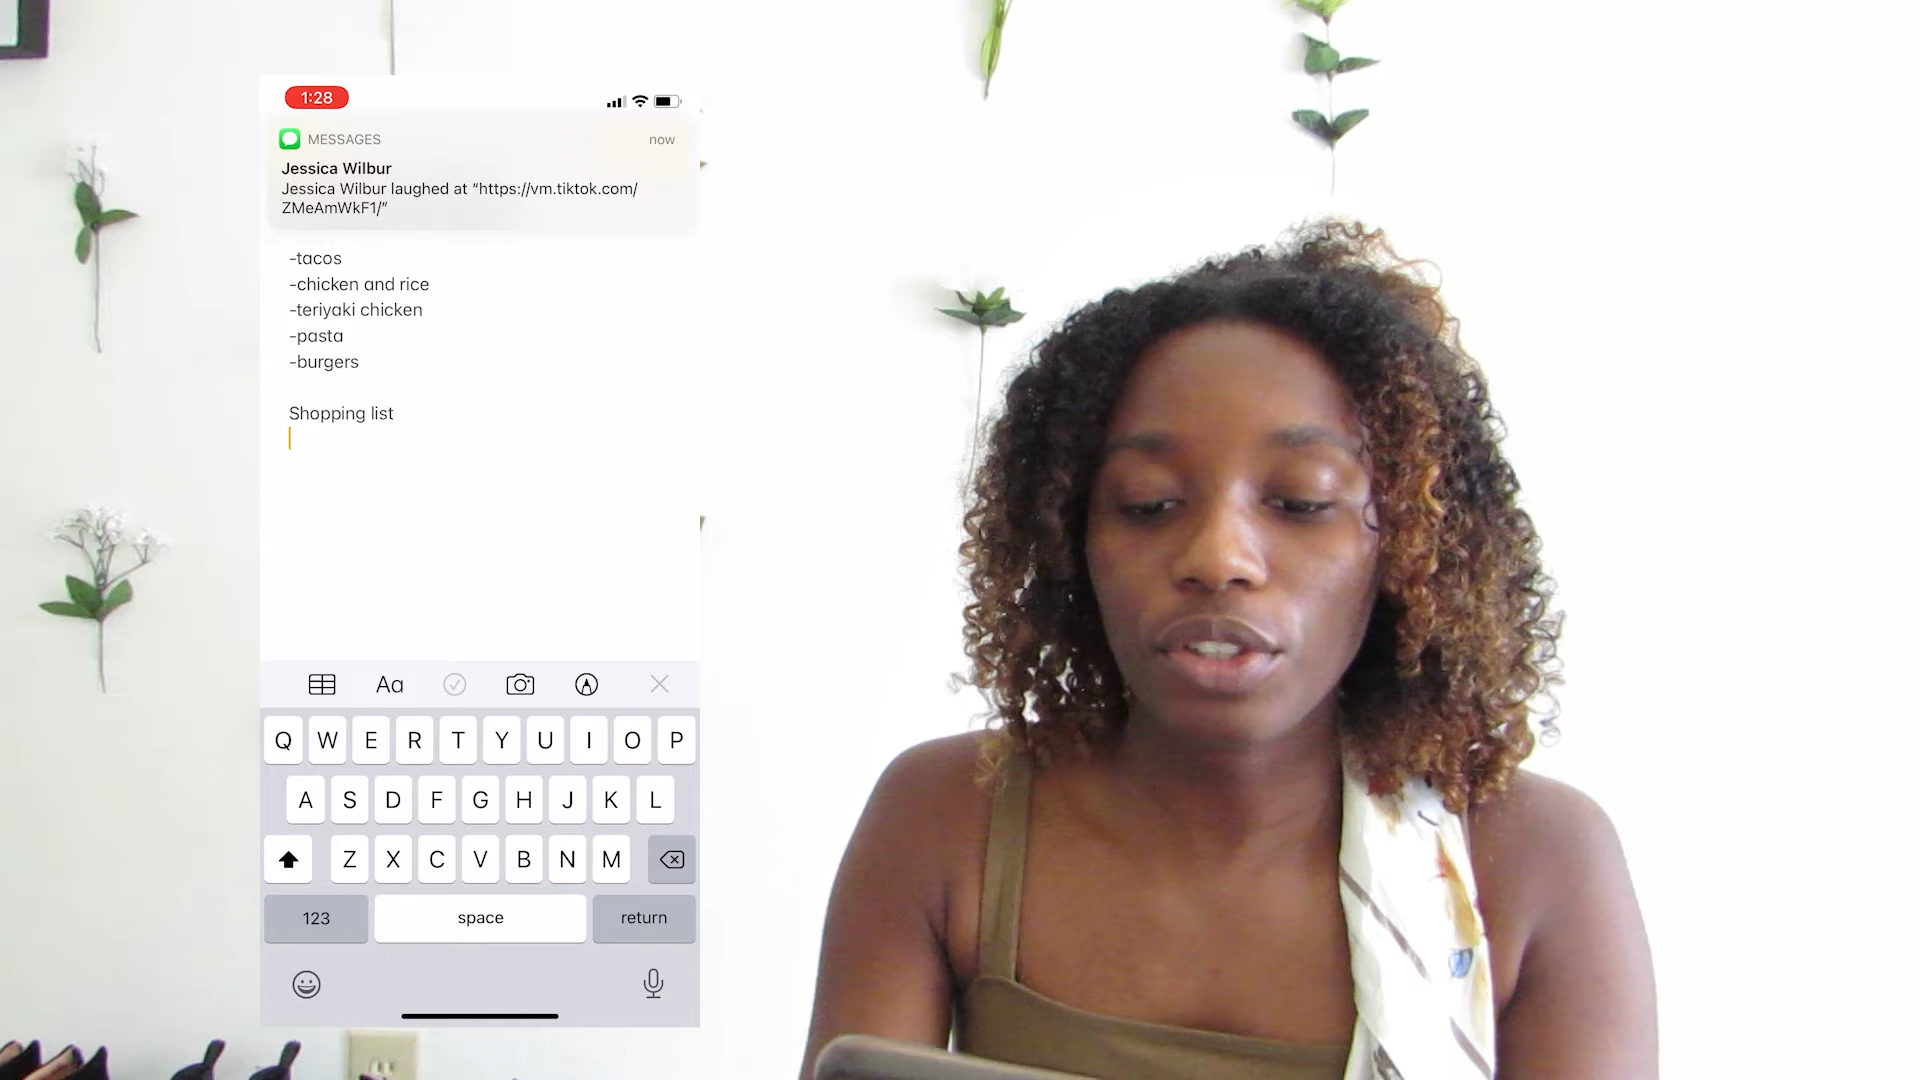 1:28
MESSAGES
now
Jessica Wilbur
Jessica Wilbur laughed at “https://vm.tiktok.com/
ZMeAmWkF1/”
-tacos
-chicken and rice
-teriyaki chicken
-pasta
-burgers
Shopping list
Aa
Q W E R T Y U I O P
A S D F G H J K L
Z X C V B N M
123 space return